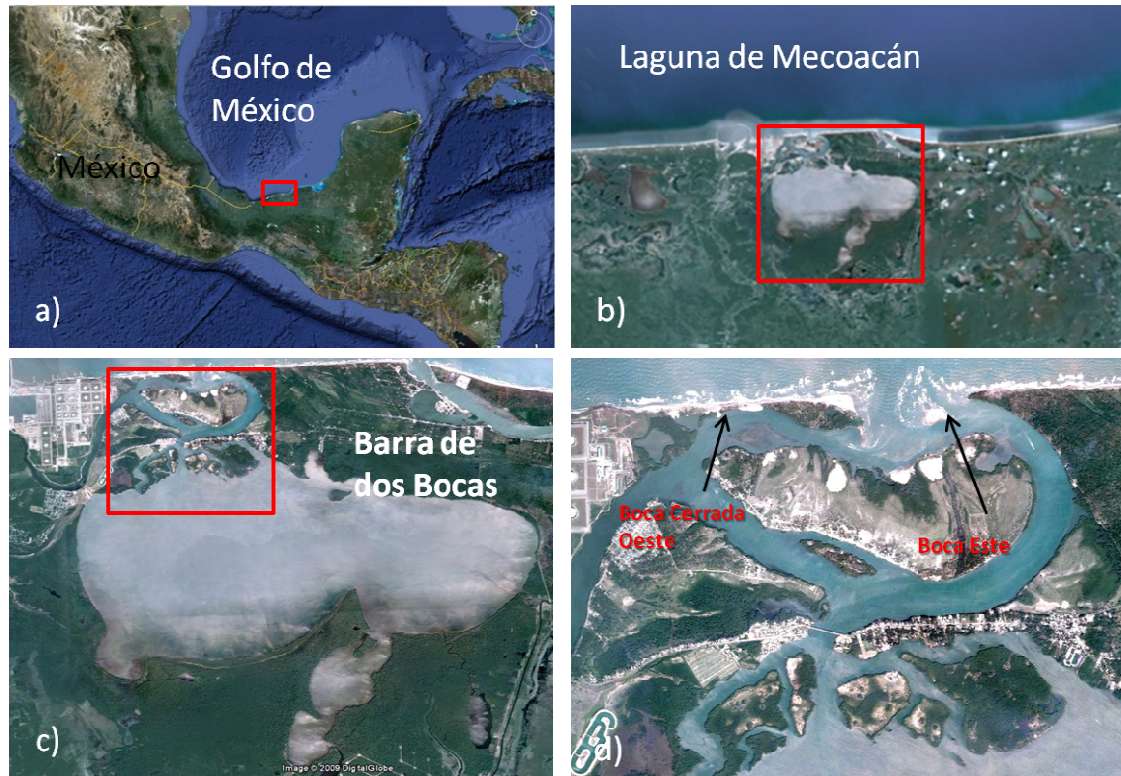 Golfo de
México
México
a)
Laguna de Mecoacán
b)
Barra de
dos Bocas
c)
Image © 2009 DigitalGlobe
Boca Cerrada
Oeste
Boca Este
d)